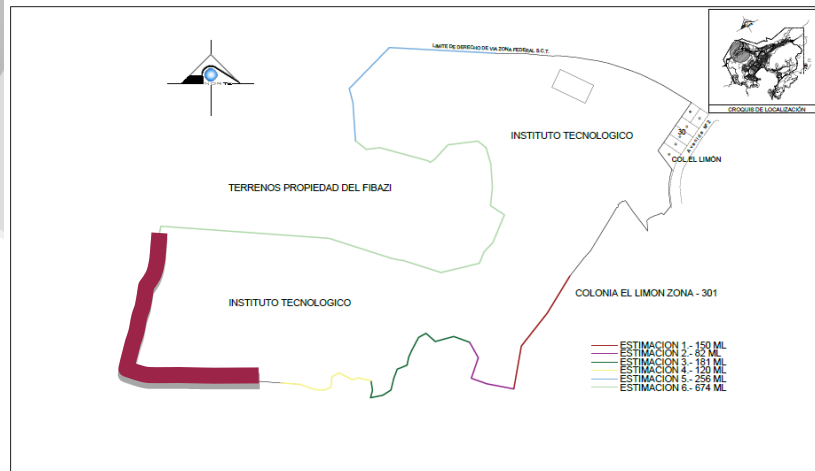 LIMITE DE DERECHO DE VIA ZONA FEDERAL S.C.T.
CROQUIS DE LOCALIZACIÓN
INSTITUTO TECNOLOGICO
30
COL.EL LIMÓN
TERRENOS PROPIEDAD DEL FIBAZI
INSTITUTO TECNOLOGICO
COLONIA EL LIMON ZONA - 301
ESTIMACION 1.- 150 ML
ESTIMACION 2.- 82 ML
ESTIMACION 3.- 181 ML
ESTIMACION 4.- 120 ML
ESTIMACION 5.- 256 ML
ESTIMACION 6.- 674 ML